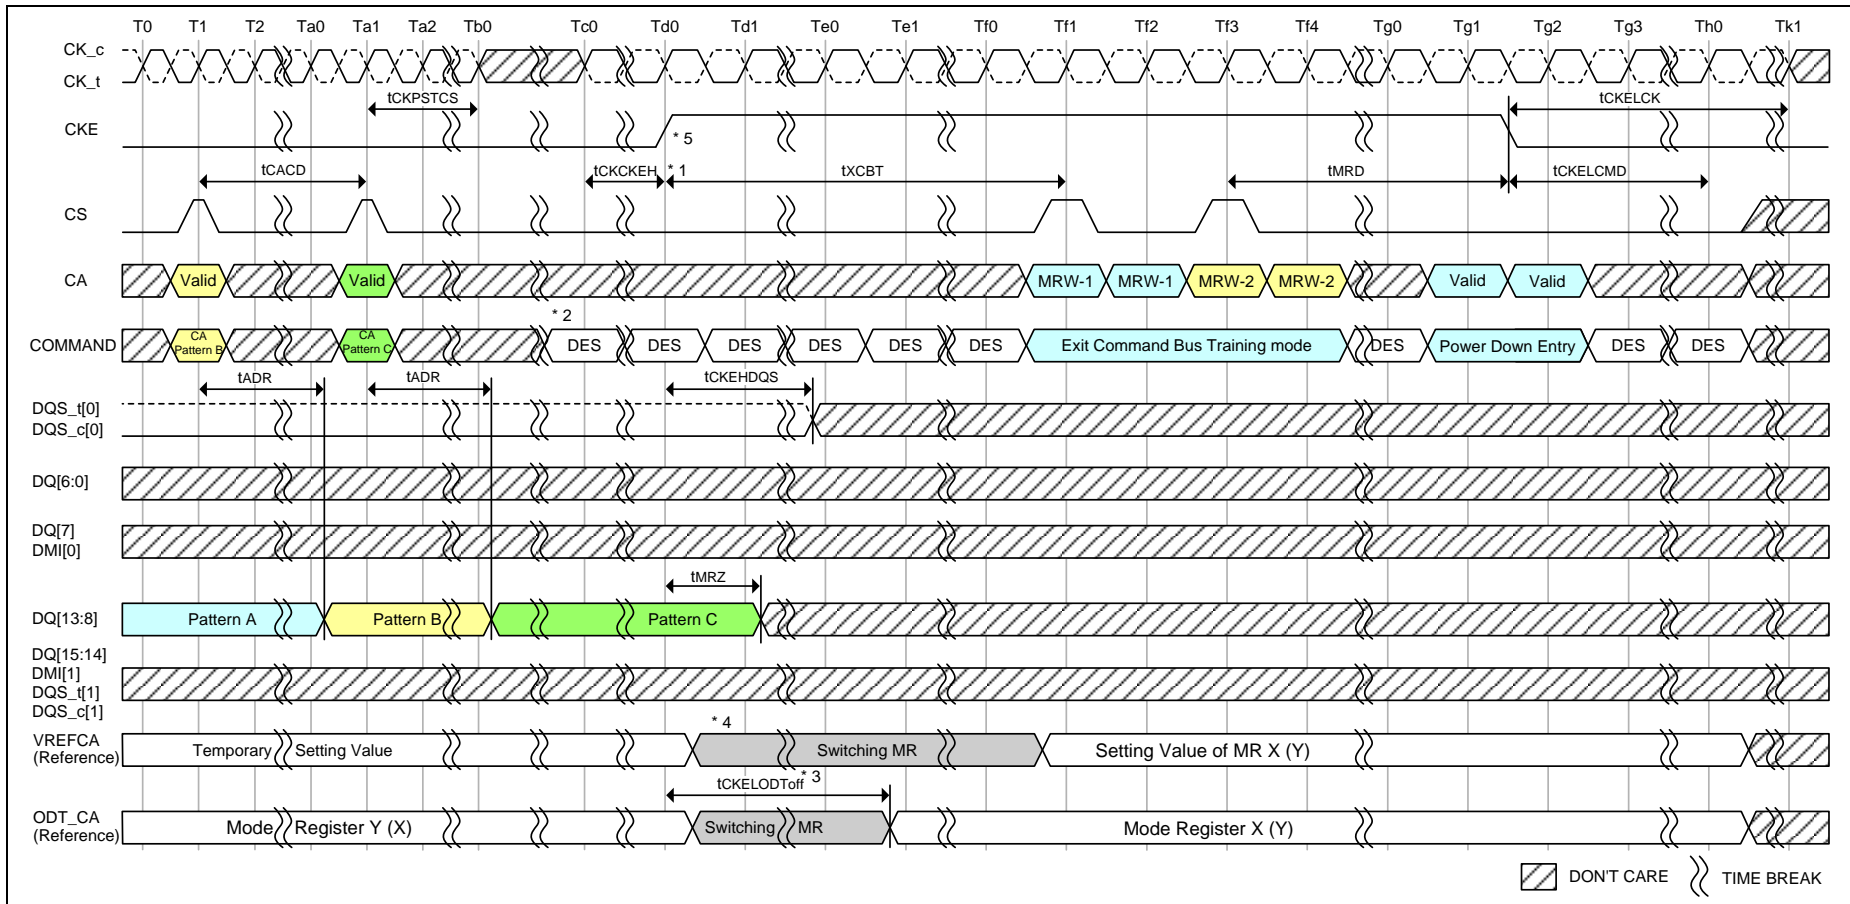 T0 T1 T2 Ta0 Ta1 Ta2 Tb0 Tc0 Td0 Td1 Te0 Te1 Tf0 Tf1 Tf2 Tf3 Tf4 Tg0 Tg1 Tg2 Tg3 Th0 Tk1
CK_c
CK_t
tCKPSTCS tCKELCK
CKE
* 5
tCACD tCKCKEH * 1 tXCBT tMRD tCKELCMD
CS
CA Valid Valid MRW-1 MRW-1 MRW-2 MRW-2 Valid Valid
* 2
COMMAND CA Pattern B CA Pattern C DES DES DES DES DES DES Exit Command Bus Training mode DES Power Down Entry DES DES
tADR tADR tCKEHDQS
DQS_t[0]
DQS_c[0]
DQ[6:0]
DQ[7]
DMI[0]
tMRZ
DQ[13:8] Pattern A Pattern B Pattern C
DQ[15:14]
DMI[1]
DQS_t[1]
DQS_c[1]
* 4
VREFCA
(Reference) Temporary Setting Value Switching MR Setting Value of MR X (Y)
tCKELODToff * 3
ODT_CA
(Reference) Mode Register Y (X) Switching MR Mode Register X (Y)
DON'T CARE TIME BREAK